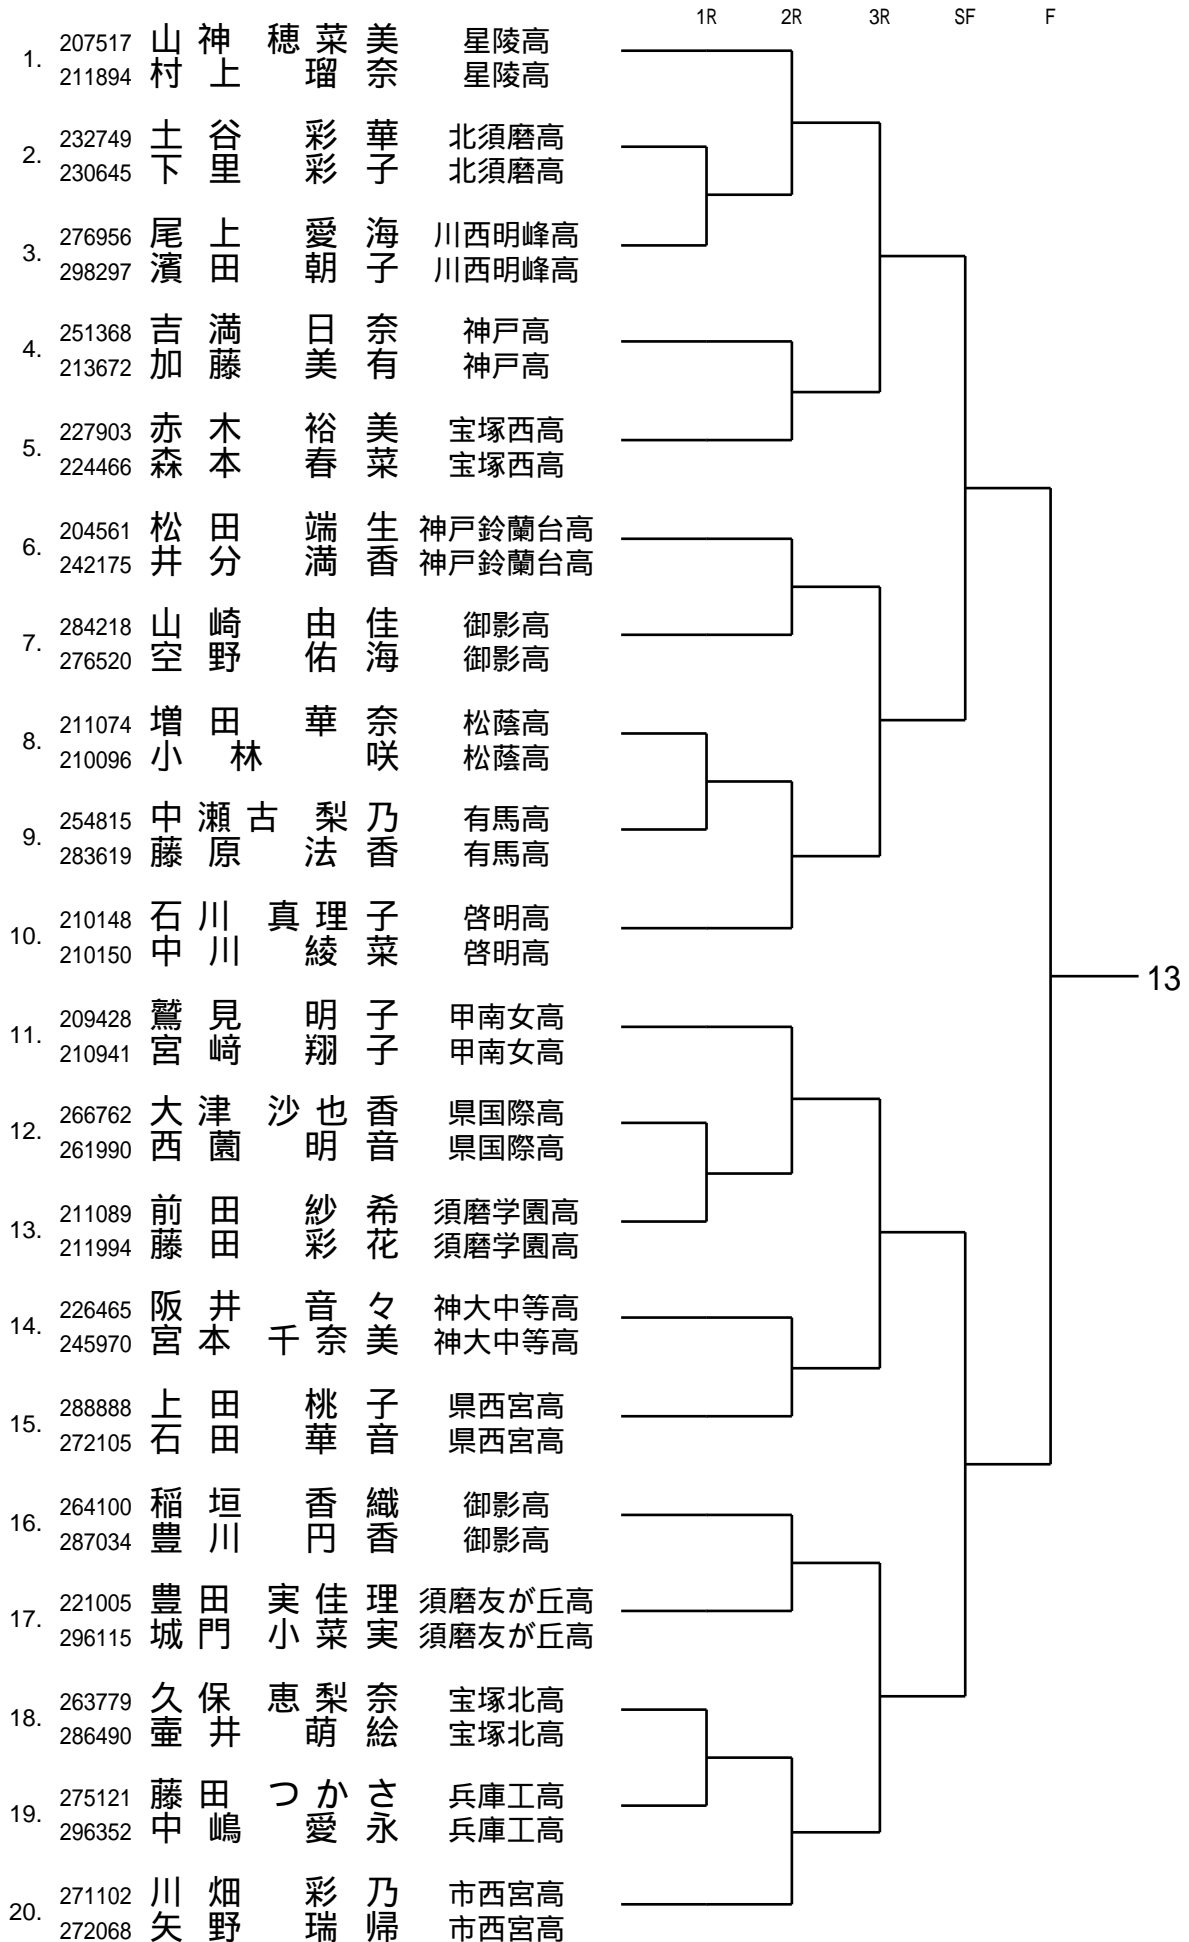 1R 2R 3R SF F
1. 207517 山神 穂菜美 星陵高
211894 村上 瑠奈 星陵高
2. 232749 土谷 彩華 北須磨高
230645 下里 彩子 北須磨高
3. 276956 尾上 愛海 川西明峰高
298297 濱田 朝子 川西明峰高
4. 251368 吉満 日奈 神戸高
213672 加藤 美有 神戸高
5. 227903 赤木 裕美 宝塚西高
224466 森本 春菜 宝塚西高
6. 204561 松田 端生 神戸鈴蘭台高
242175 井分 満香 神戸鈴蘭台高
7. 284218 山崎 由佳 御影高
276520 空野 佑海 御影高
8. 211074 増田 華奈 松蔭高
210096 小林 咲 松蔭高
9. 254815 中瀬古 梨乃 有馬高
283619 藤原 法香 有馬高
10. 210148 石川 真理子 啓明高
210150 中川 綾菜 啓明高
13
11. 209428 鷲見 明子 甲南女高
210941 宮﨑 翔子 甲南女高
12. 266762 大津 沙也香 県国際高
261990 西薗 明音 県国際高
13. 211089 前田 紗希 須磨学園高
211994 藤田 彩花 須磨学園高
14. 226465 阪井 音々 神大中等高
245970 宮本 千奈美 神大中等高
15. 288888 上田 桃子 県西宮高
272105 石田 華音 県西宮高
16. 264100 稲垣 香織 御影高
287034 豊川 円香 御影高
17. 221005 豊田 実佳理 須磨友が丘高
296115 城門 小菜実 須磨友が丘高
18. 263779 久保 恵梨奈 宝塚北高
286490 壷井 萌絵 宝塚北高
19. 275121 藤田 つかさ 兵庫工高
296352 中嶋 愛永 兵庫工高
20. 271102 川畑 彩乃 市西宮高
272068 矢野 瑞帰 市西宮高